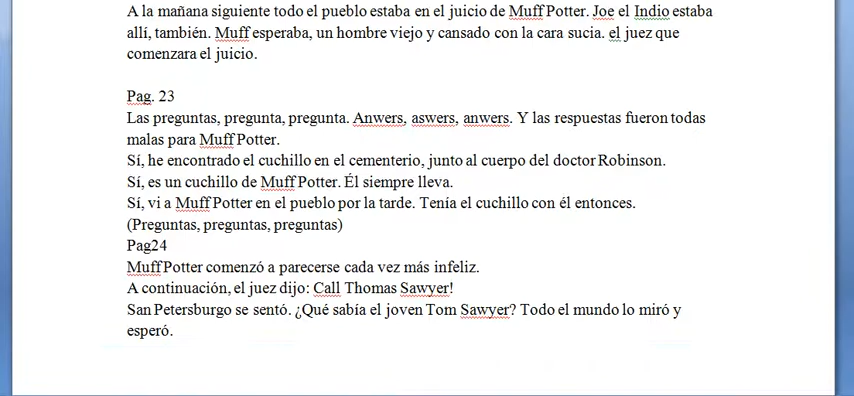 A la mañana siguiente todo el pueblo estaba en el juicio de Muff Potter. Joe el Indio estaba
allí, también. Muff esperaba, un hombre viejo y cansado con la cara sucia. el juez que
comenzara el juicio.
Pag. 23
Las preguntas, pregunta, pregunta. Anwers, aswers, anwers. Y las respuestas fueron todas
malas para Muff Potter.
Sí, he encontrado el cuchillo en el cementerio, junto al cuerpo del doctor Robinson.
Sí, es un cuchillo de Muff Potter. Él siempre lleva.
Sí, vi a Muff Potter en el pueblo por la tarde. Tenía el cuchillo con él entonces.
(Preguntas, preguntas, preguntas)
Pag24
Muff Potter comenzó a parecerse cada vez más infeliz.
A continuación, el juez dijo: Call Thomas Sawyer!
San Petersburgo se sentó. ¿Qué sabía el joven Tom Sawyer? Todo el mundo lo miró y
esperó.